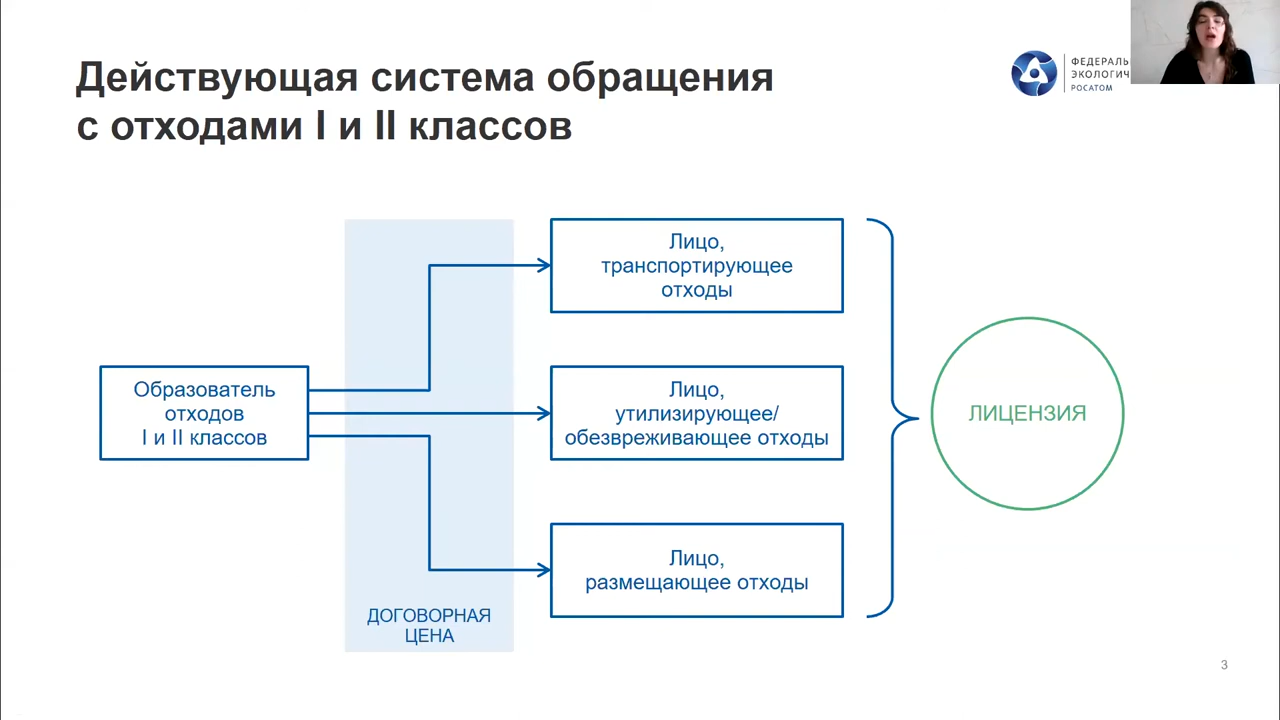 Действующая система обращения
с отходами I и II классов
ЭКОЛОГИЧ
РОСАТОМ
Лицо,
транспортирующее
отходы
Образователь
отходов
I и II классов
Лицо,
утилизирующее/
обезвреживающее отходы
ЛИЦЕНЗИЯ
Лицо,
размещающее отходы
ДОГОВОРНАЯ
ЦЕНА
3